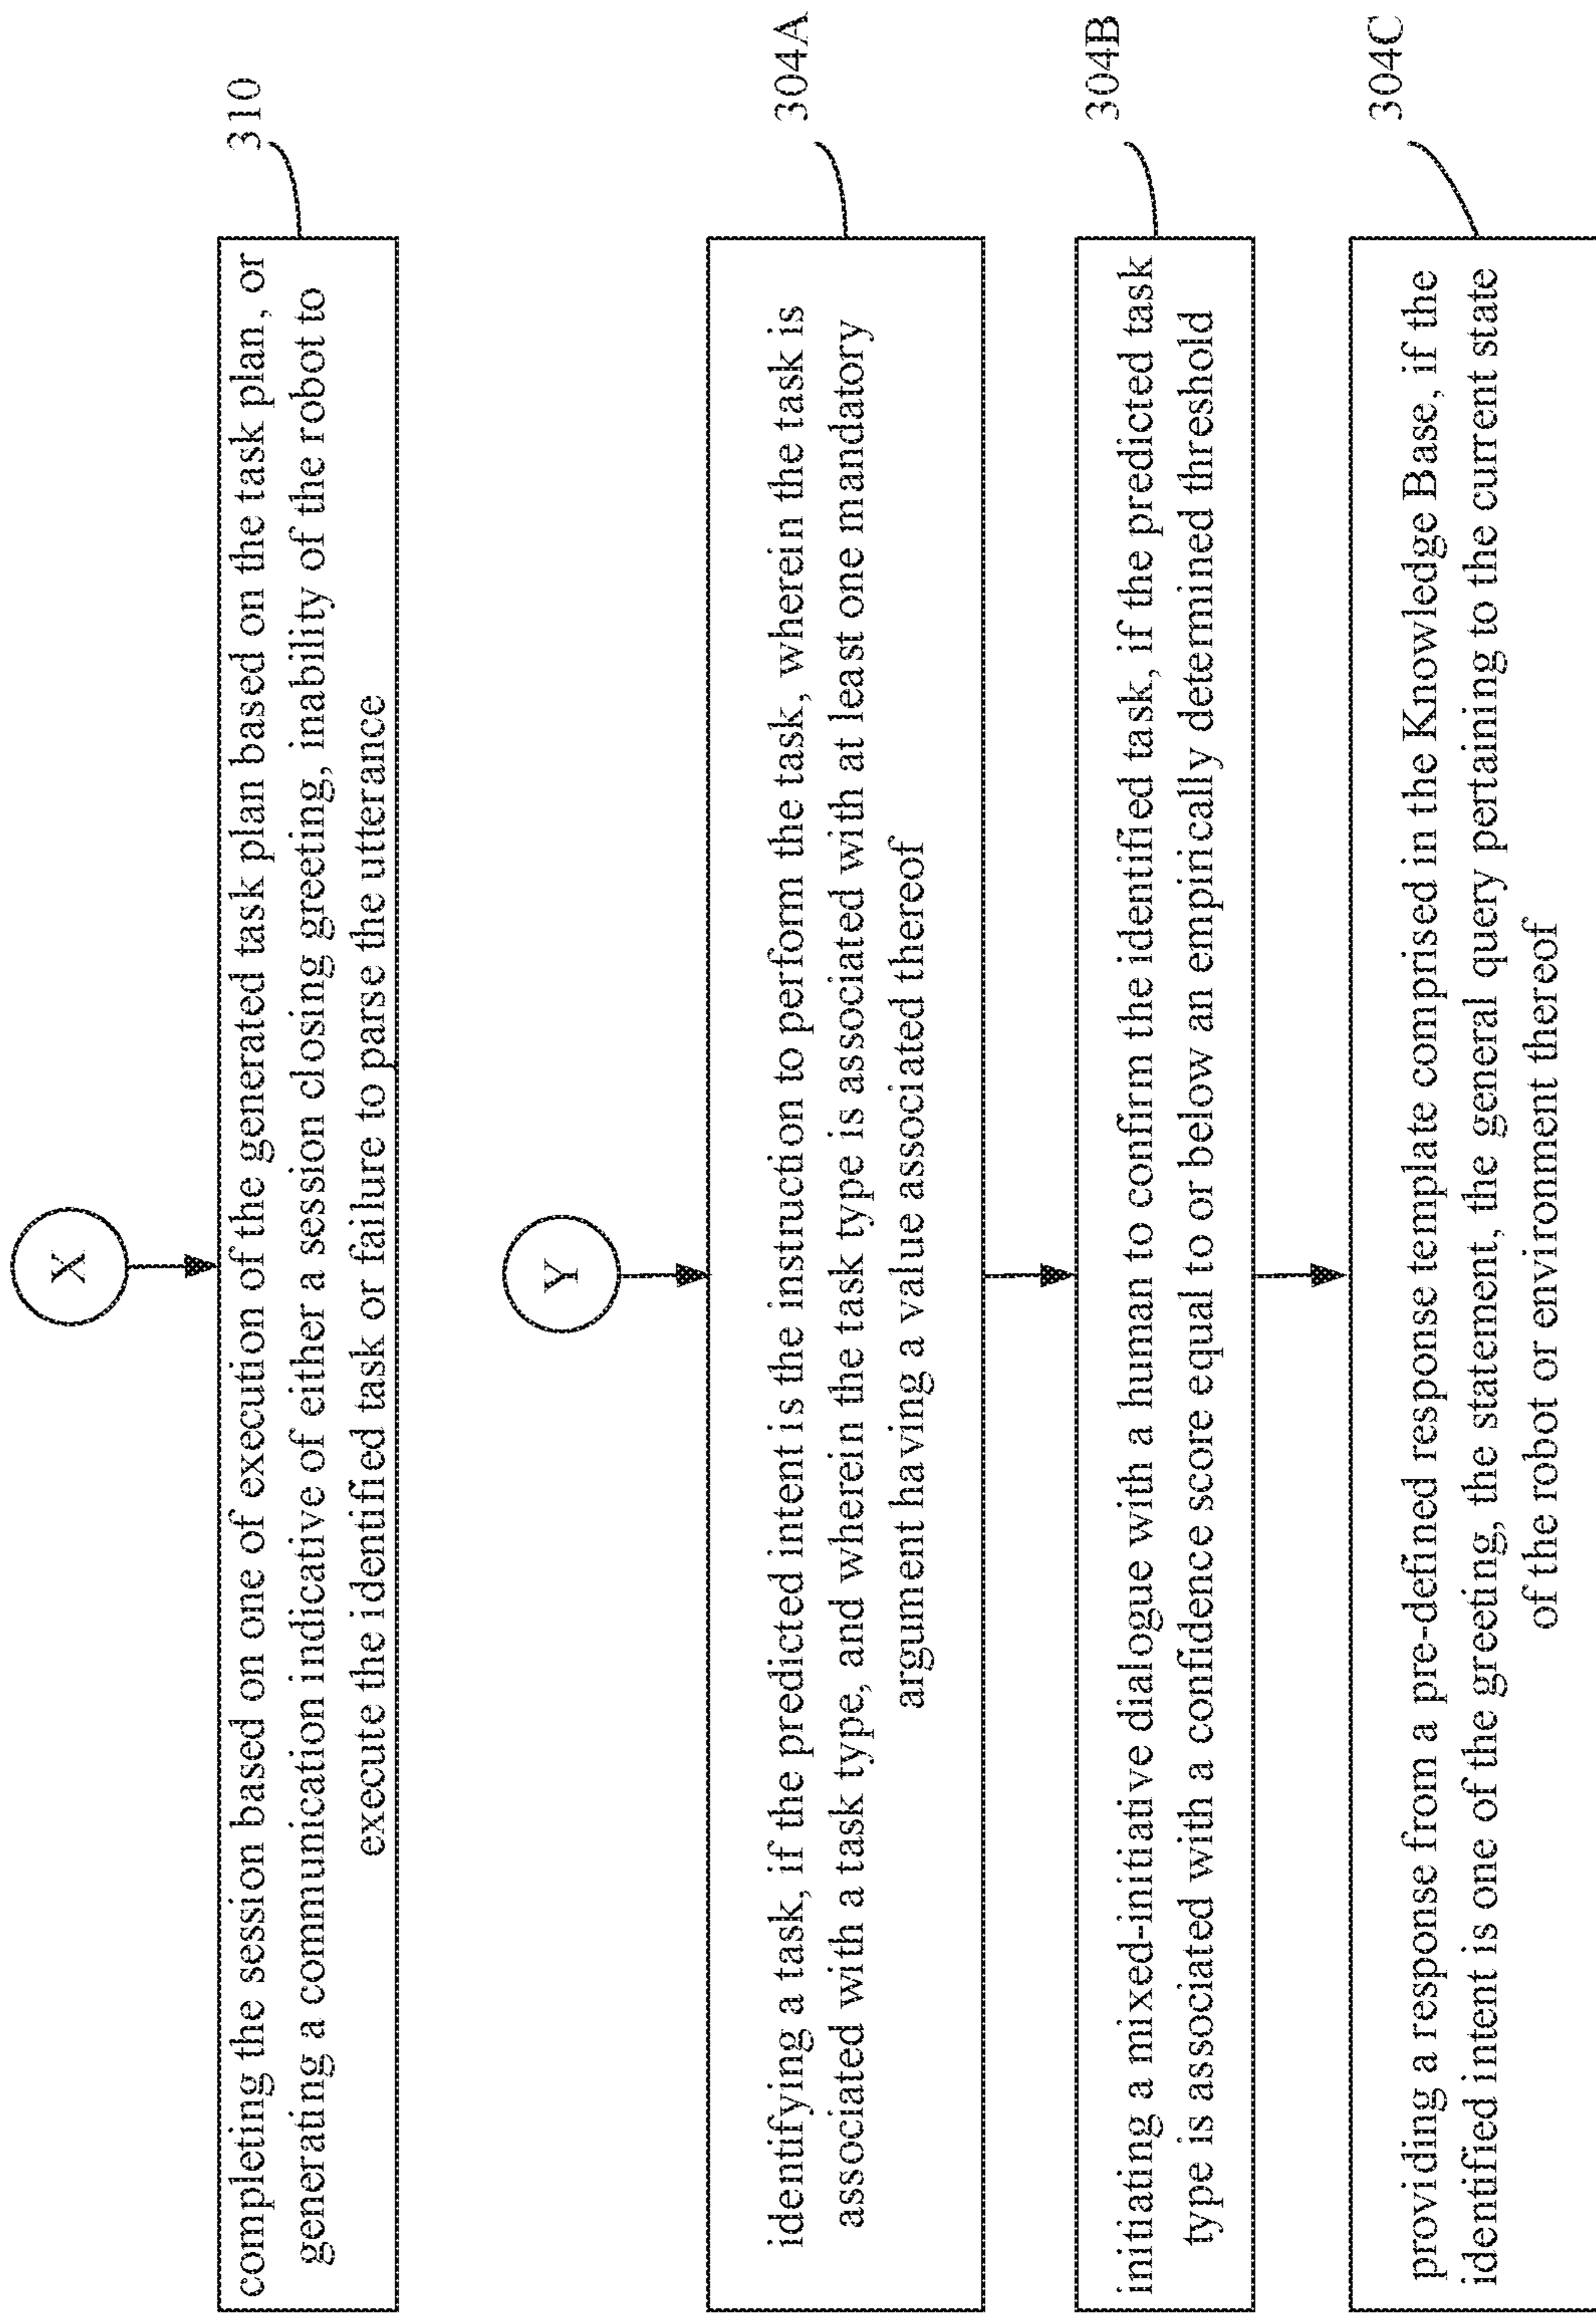 X
310
completing the session based on one of execution of the generated task plan based on the task plan, or
generating a communication indicative of either a session closing greeting, inability of the robot to
execute the identified task or failure to parse the utterance
Y
304A
identifying a task, if the predicted intent is the instruction to perform the task, wherein the task is
associated with a task type, and wherein the task type is associated with at least one mandatory
argument having a value associated thereof
304B
initiating a mixed-initiative dialogue with a human to confirm the identified task, if the predicted task
type is associated with a confidence score equal to or below an empirically determined threshold
304C
providing a response from a pre-defined response template comprised in the Knowledge Base, if the
identified intent is one of the greeting, the statement, the general query pertaining to the current state
of the robot or environment thereof